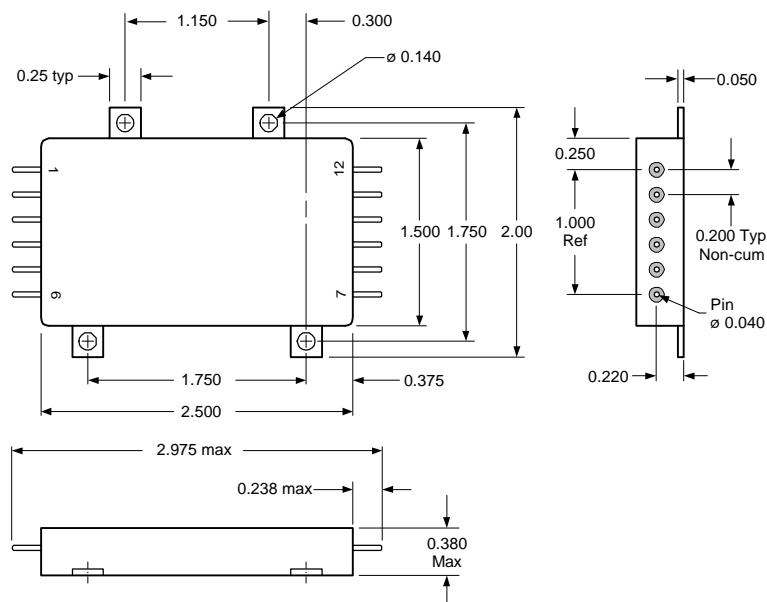 1.150
0.300
ø 0.140
0.25 typ
0.050
1
12
0.250
1.500
1.750
2.00
1.000
Ref
0.200 Typ
Non-cum
6
7
Pin
ø 0.040
1.750
0.375
0.220
2.500
2.975 max
0.238 max
0.380
Max